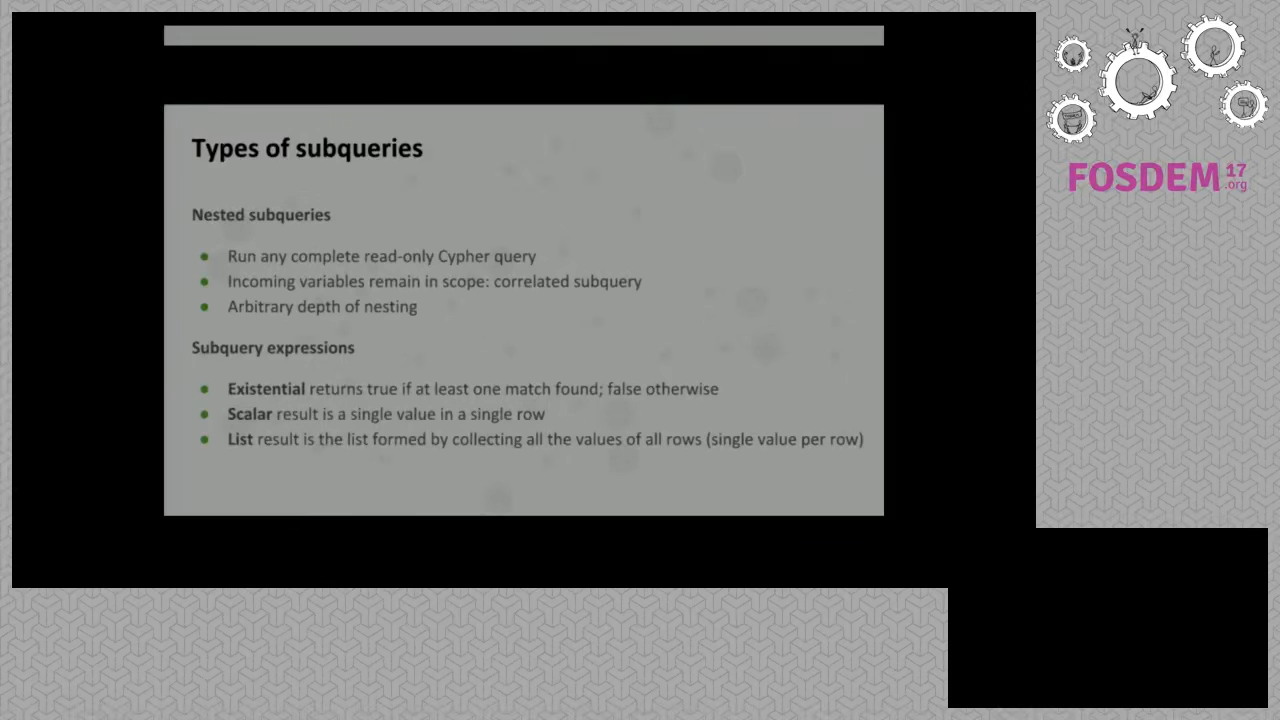 Types of subqueries
Nested subqueries
Run any complete read-only Cypher query
Incoming variables remain in scope: correlated subquery
Arbitrary depth of nesting
Subquery expressions
Existential returns true if at least one match found; false otherwise
Scalar result is a single value in a single row
List result is the list formed by collecting all the values of all rows (single value per row)
FOSDEM 17
.org